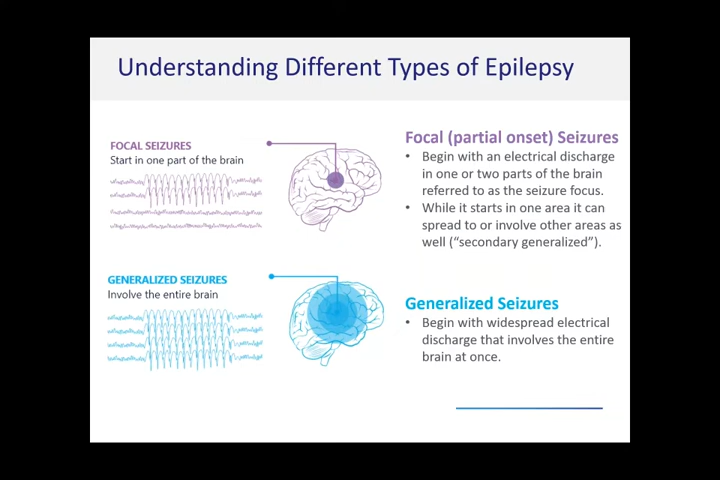 Understanding Different Types of Epilepsy
FOCAL SEIZURES
Start in one part of the brain
GENERALIZED SEIZURES
Involve the entire brain
Focal (partial onset) Seizures
• Begin with an electrical discharge
in one or two parts of the brain
referred to as the seizure focus.
• While it starts in one area it can
spread to or involve other areas as
well (“secondary generalized”).
Generalized Seizures
• Begin with widespread electrical
discharge that involves the entire
brain at once.